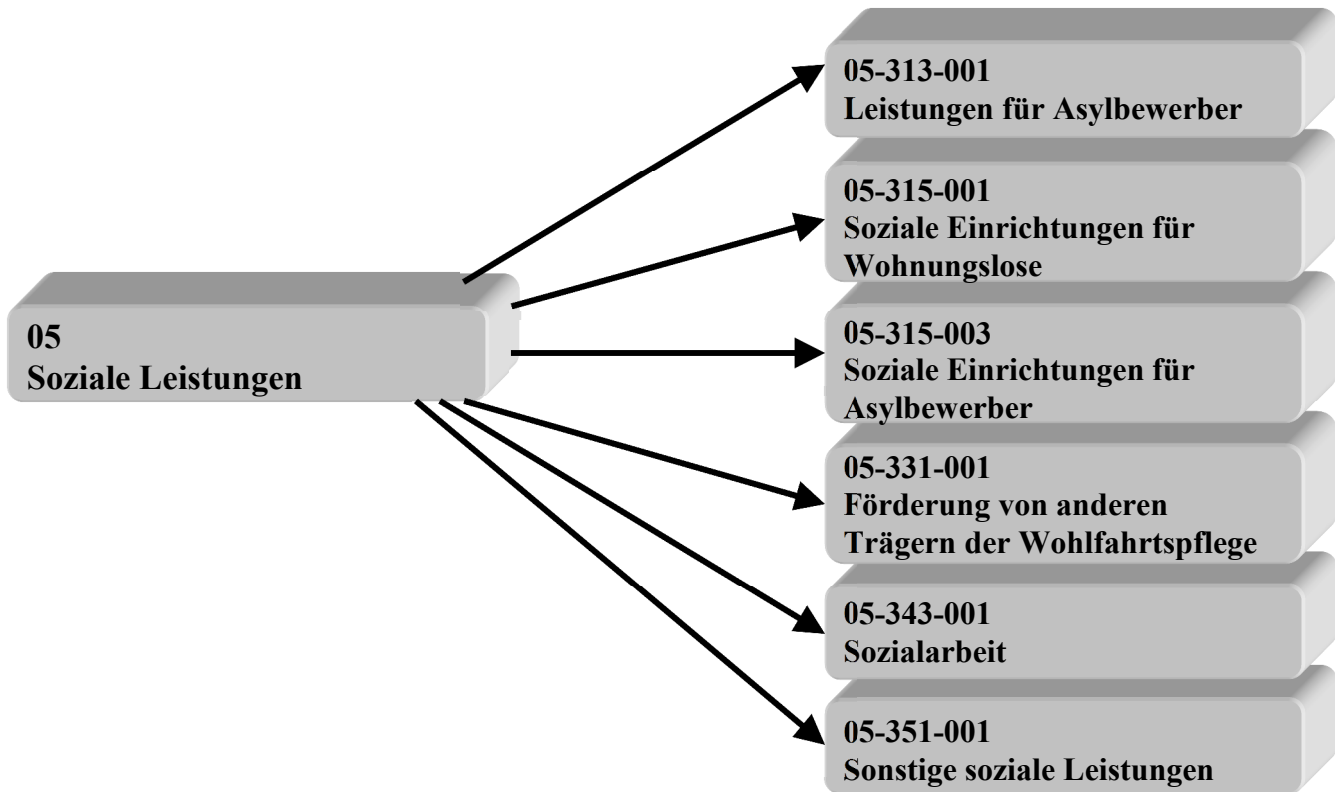 05
Soziale Leistungen
05-313-001
Leistungen für Asylbewerber
05-315-001
Soziale Einrichtungen für
Wohnungslose
05-315-003
Soziale Einrichtungen für
Asylbewerber
05-331-001
Förderung von anderen
Trägern der Wohlfahrtspflege
05-343-001
Sozialarbeit
05-351-001
Sonstige soziale Leistungen